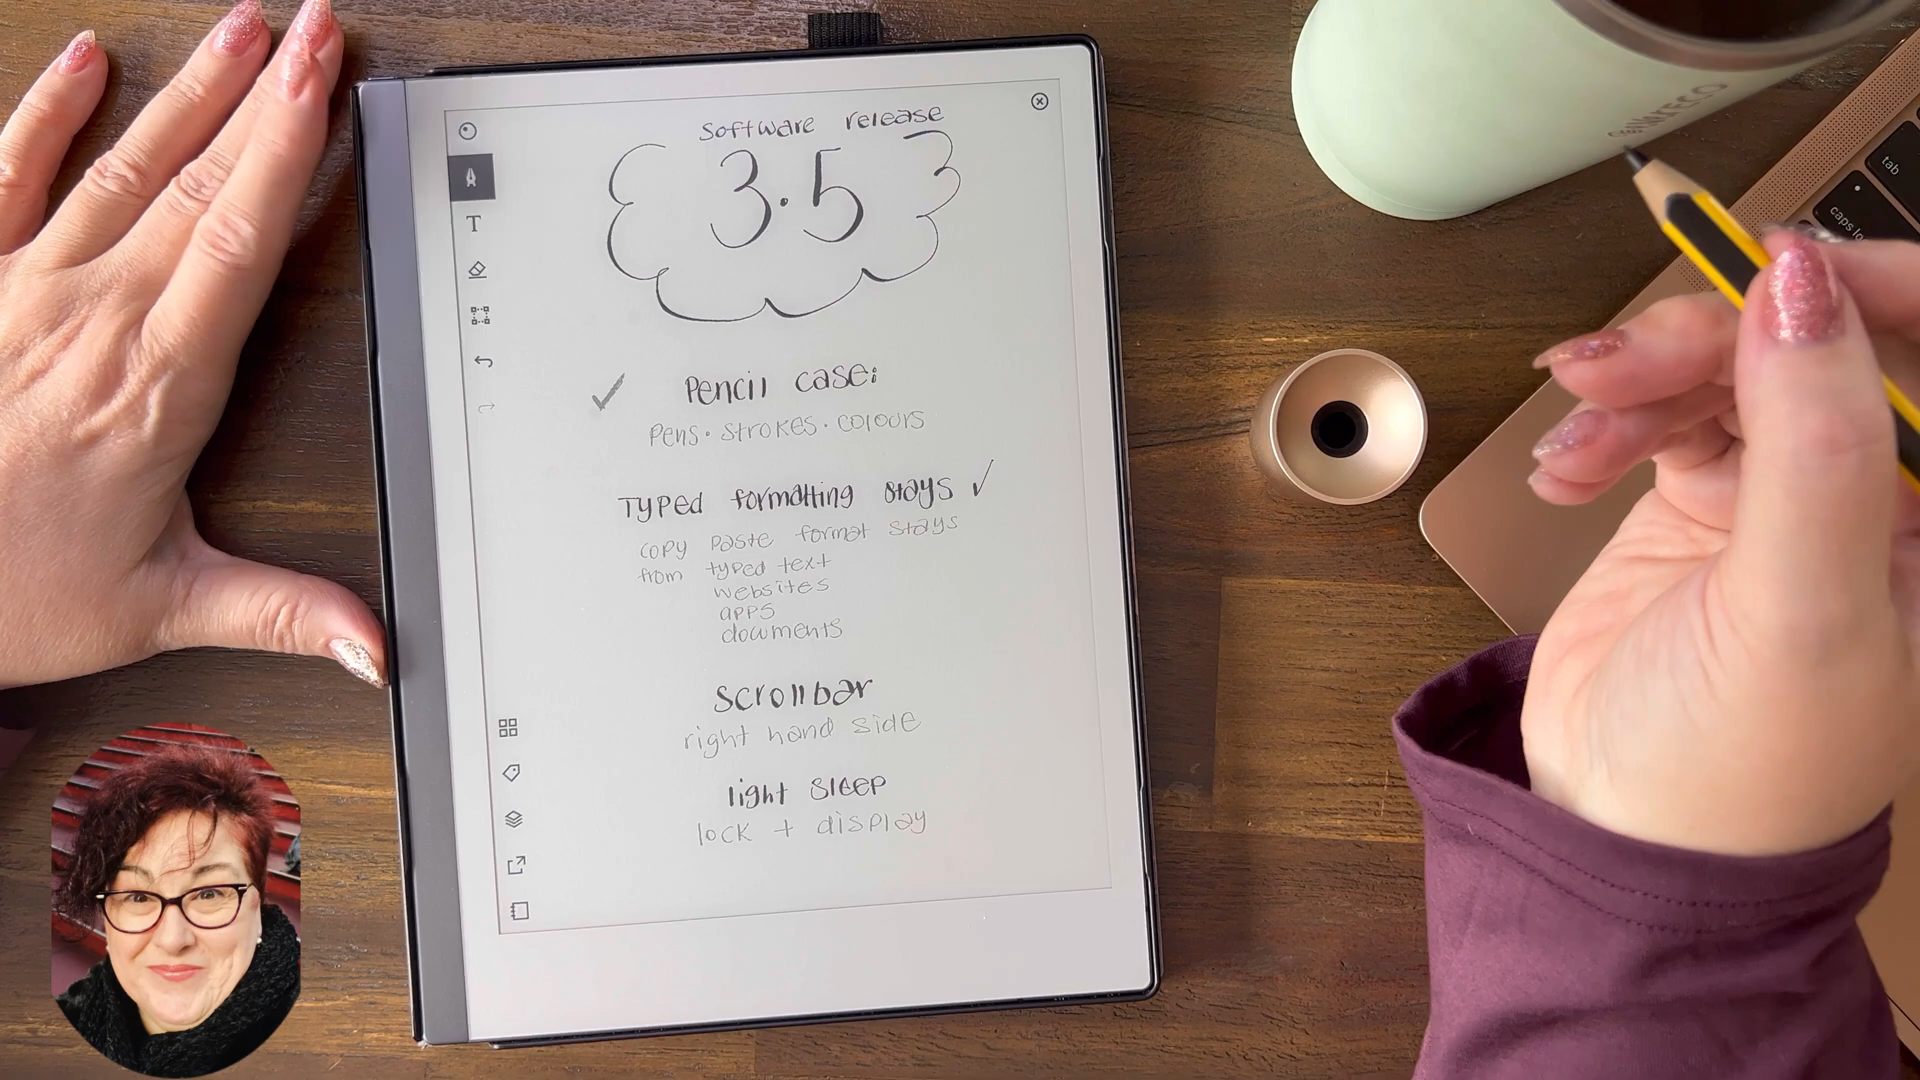 software release
3.5
Pencil case:
Pens · strokes · colours
Typed formatting stays ✓
copy paste format stays
from typed text
websites
apps
documents
scrollbar
right hand side
light sleep
lock + display
T
tab
caps lo